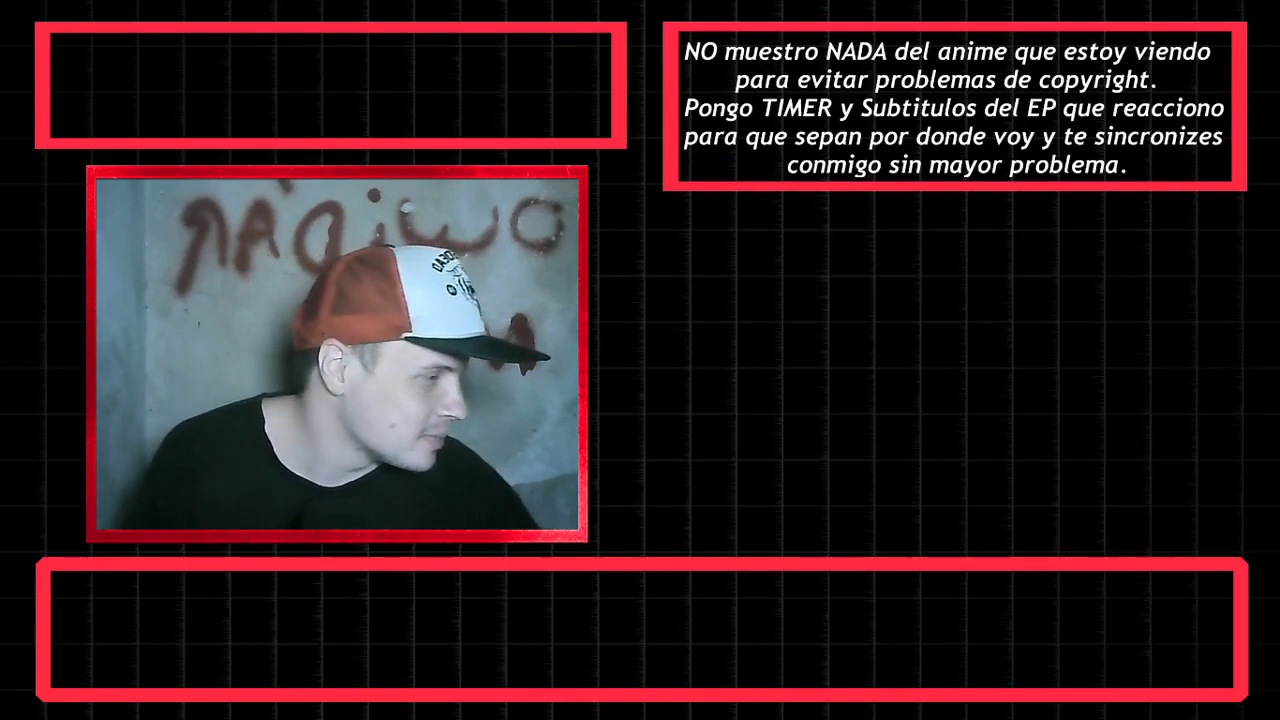 NO muestro NADA del anime que estoy viendo
para evitar problemas de copyright.
Pongo TIMER y Subtitulos del EP que reacciono
para que sepan por donde voy y te sincronizes
conmigo sin mayor problema.